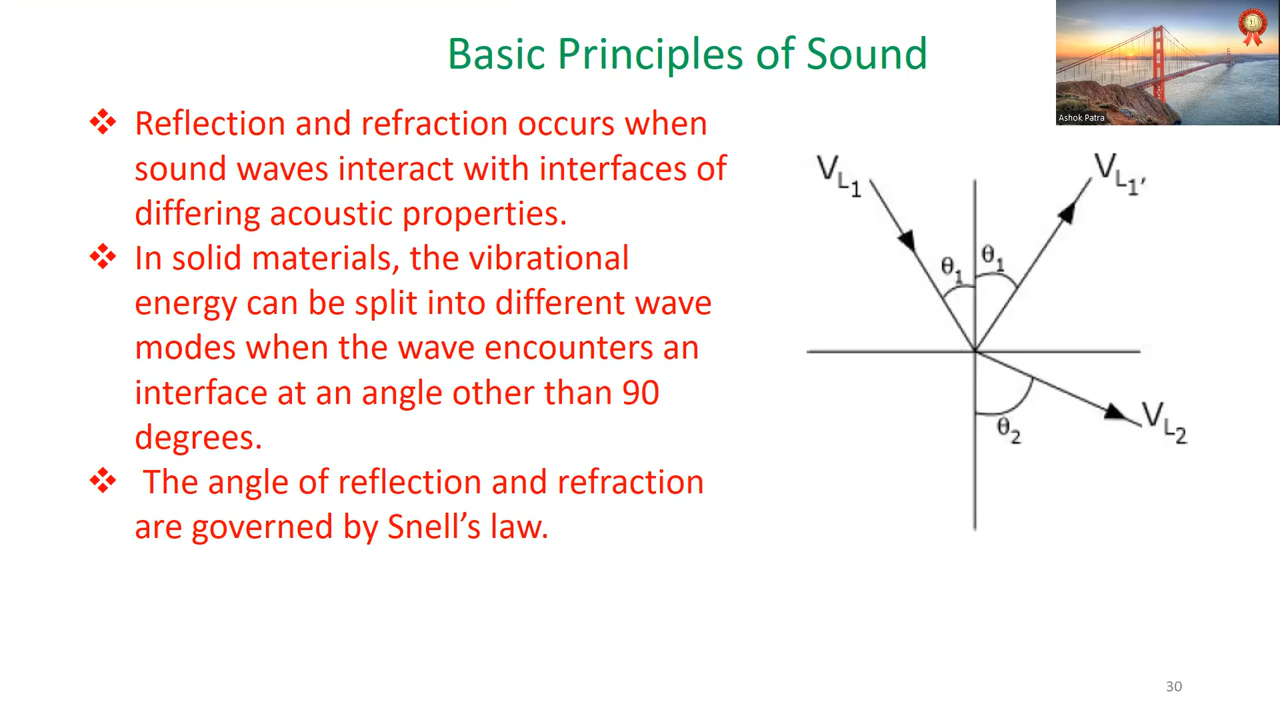 Basic Principles of Sound
Ashok Patra
❖ Reflection and refraction occurs when
sound waves interact with interfaces of
differing acoustic properties.
❖ In solid materials, the vibrational
energy can be split into different wave
modes when the wave encounters an
interface at an angle other than 90
degrees.
❖ The angle of reflection and refraction
are governed by Snell’s law.
V_L1
V_L1'
θ1
θ1
V_L2
θ2
30